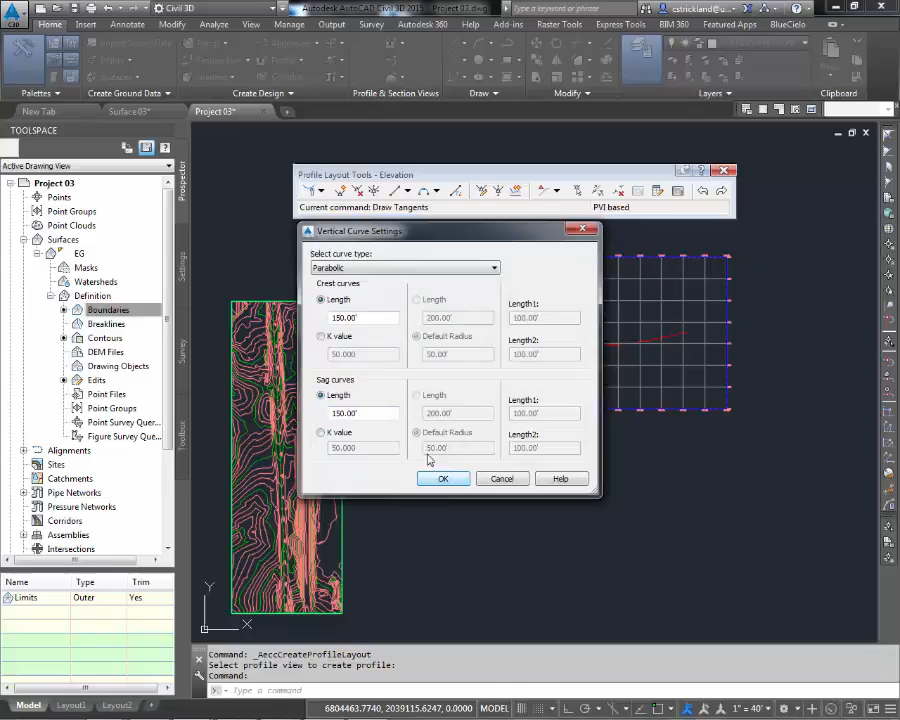 C3D
Civil 3D
Autodesk AutoCAD Civil 3D 2015
Project 03.dwg
Type a keyword or phrase
cstrickland
Home Insert Annotate Modify Analyze View Manage Output Survey Autodesk 360 Help Add-ins Raster Tools Express Tools BIM 360 Featured Apps BlueCielo
Parcel
Alignment
Points
Surfaces
Corridor
Palettes Create Ground Data Create Design Profile & Section Views Draw Modify Layers Clipboard
Paste
New Tab Surface 03* Project 03*
TOOLSPACE
Active Drawing View
Project 03
Points
Point Groups
Point Clouds
Surfaces
EG
Masks
Watersheds
Definition
Boundaries
Breaklines
Contours
DEM Files
Drawing Objects
Edits
Point Files
Point Groups
Point Survey Quer...
Figure Survey Qu...
Alignments
Sites
Catchments
Pipe Networks
Pressure Networks
Corridors
Assemblies
Intersections
Prospector
Settings
Survey
Toolbox
Name Type Trim
Limits Outer Yes
Profile Layout Tools - Elevation
Current command: Draw Tangents PVI based
Vertical Curve Settings
Select curve type:
Parabolic
Crest curves
Length Length Length1:
150.00' 200.00' 100.00'
K value Default Radius Length2:
50.000 50.00' 100.00'
Sag curves
Length Length Length1:
150.00' 200.00' 100.00'
K value Default Radius Length2:
50.000 50.00' 100.00'
OK Cancel Help
Y
X
Command: _AeccCreateProfileLayout
Select profile view to create profile:
Command:
Type a command
Model Layout1 Layout2 +
6804463.7740, 2039115.6247, 0.0000 MODEL 1" = 40'